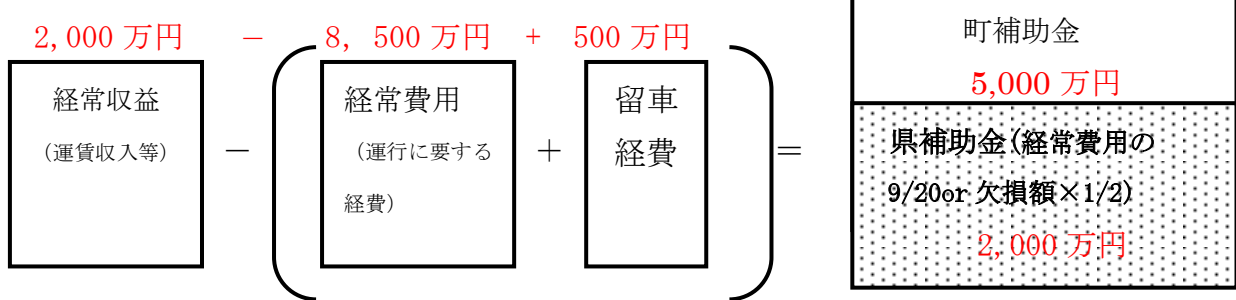 2,000 万円 － 8, 500 万円 + 500 万円
経常収益
(運賃収入等)
－
経常費用
(運行に要する
経費)
＋
留車
経費
＝
町補助金
5,000 万円
県補助金(経常費用の
9/20or 欠損額×1/2)
2,000 万円